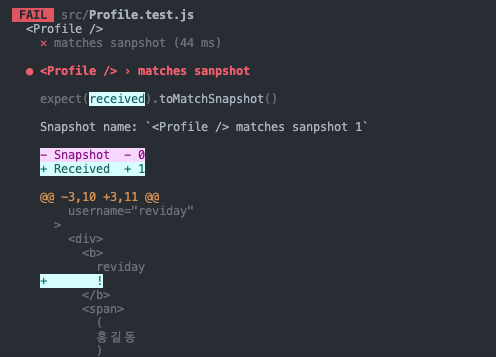 FAIL src/Profile.test.js
<Profile />
✕ matches sanpshot (44 ms)
● <Profile /> › matches sanpshot
expect(received).toMatchSnapshot()
Snapshot name: `<Profile /> matches sanpshot 1`
- Snapshot - 0
+ Received + 1
@@ -3,10 +3,11 @@
username="reviday"
>
<div>
<b>
reviday
+ !
</b>
<span>
(
홍길동
)